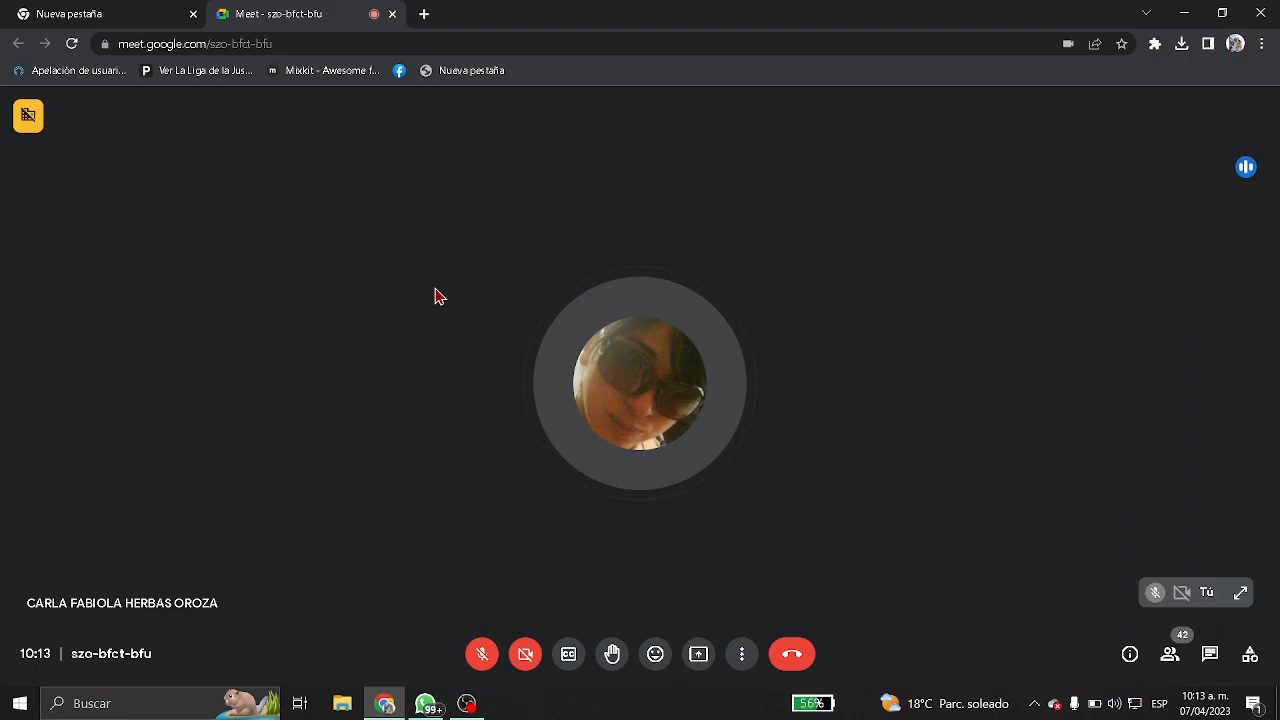 Nueva pestaña
Meet - szo-bfct-bfu
meet.google.com/szo-bfct-bfu
Apelación de usuari...
P Ver La Liga de la Jus...
m Mixkit - Awesome f...
Nueva pestaña
CARLA FABIOLA HERBAS OROZA
Tú
10:13 | szo-bfct-bfu
42
Buscar
99+
56%
18°C Parc. soleado
ESP
10:13 a. m.
07/04/2023
1